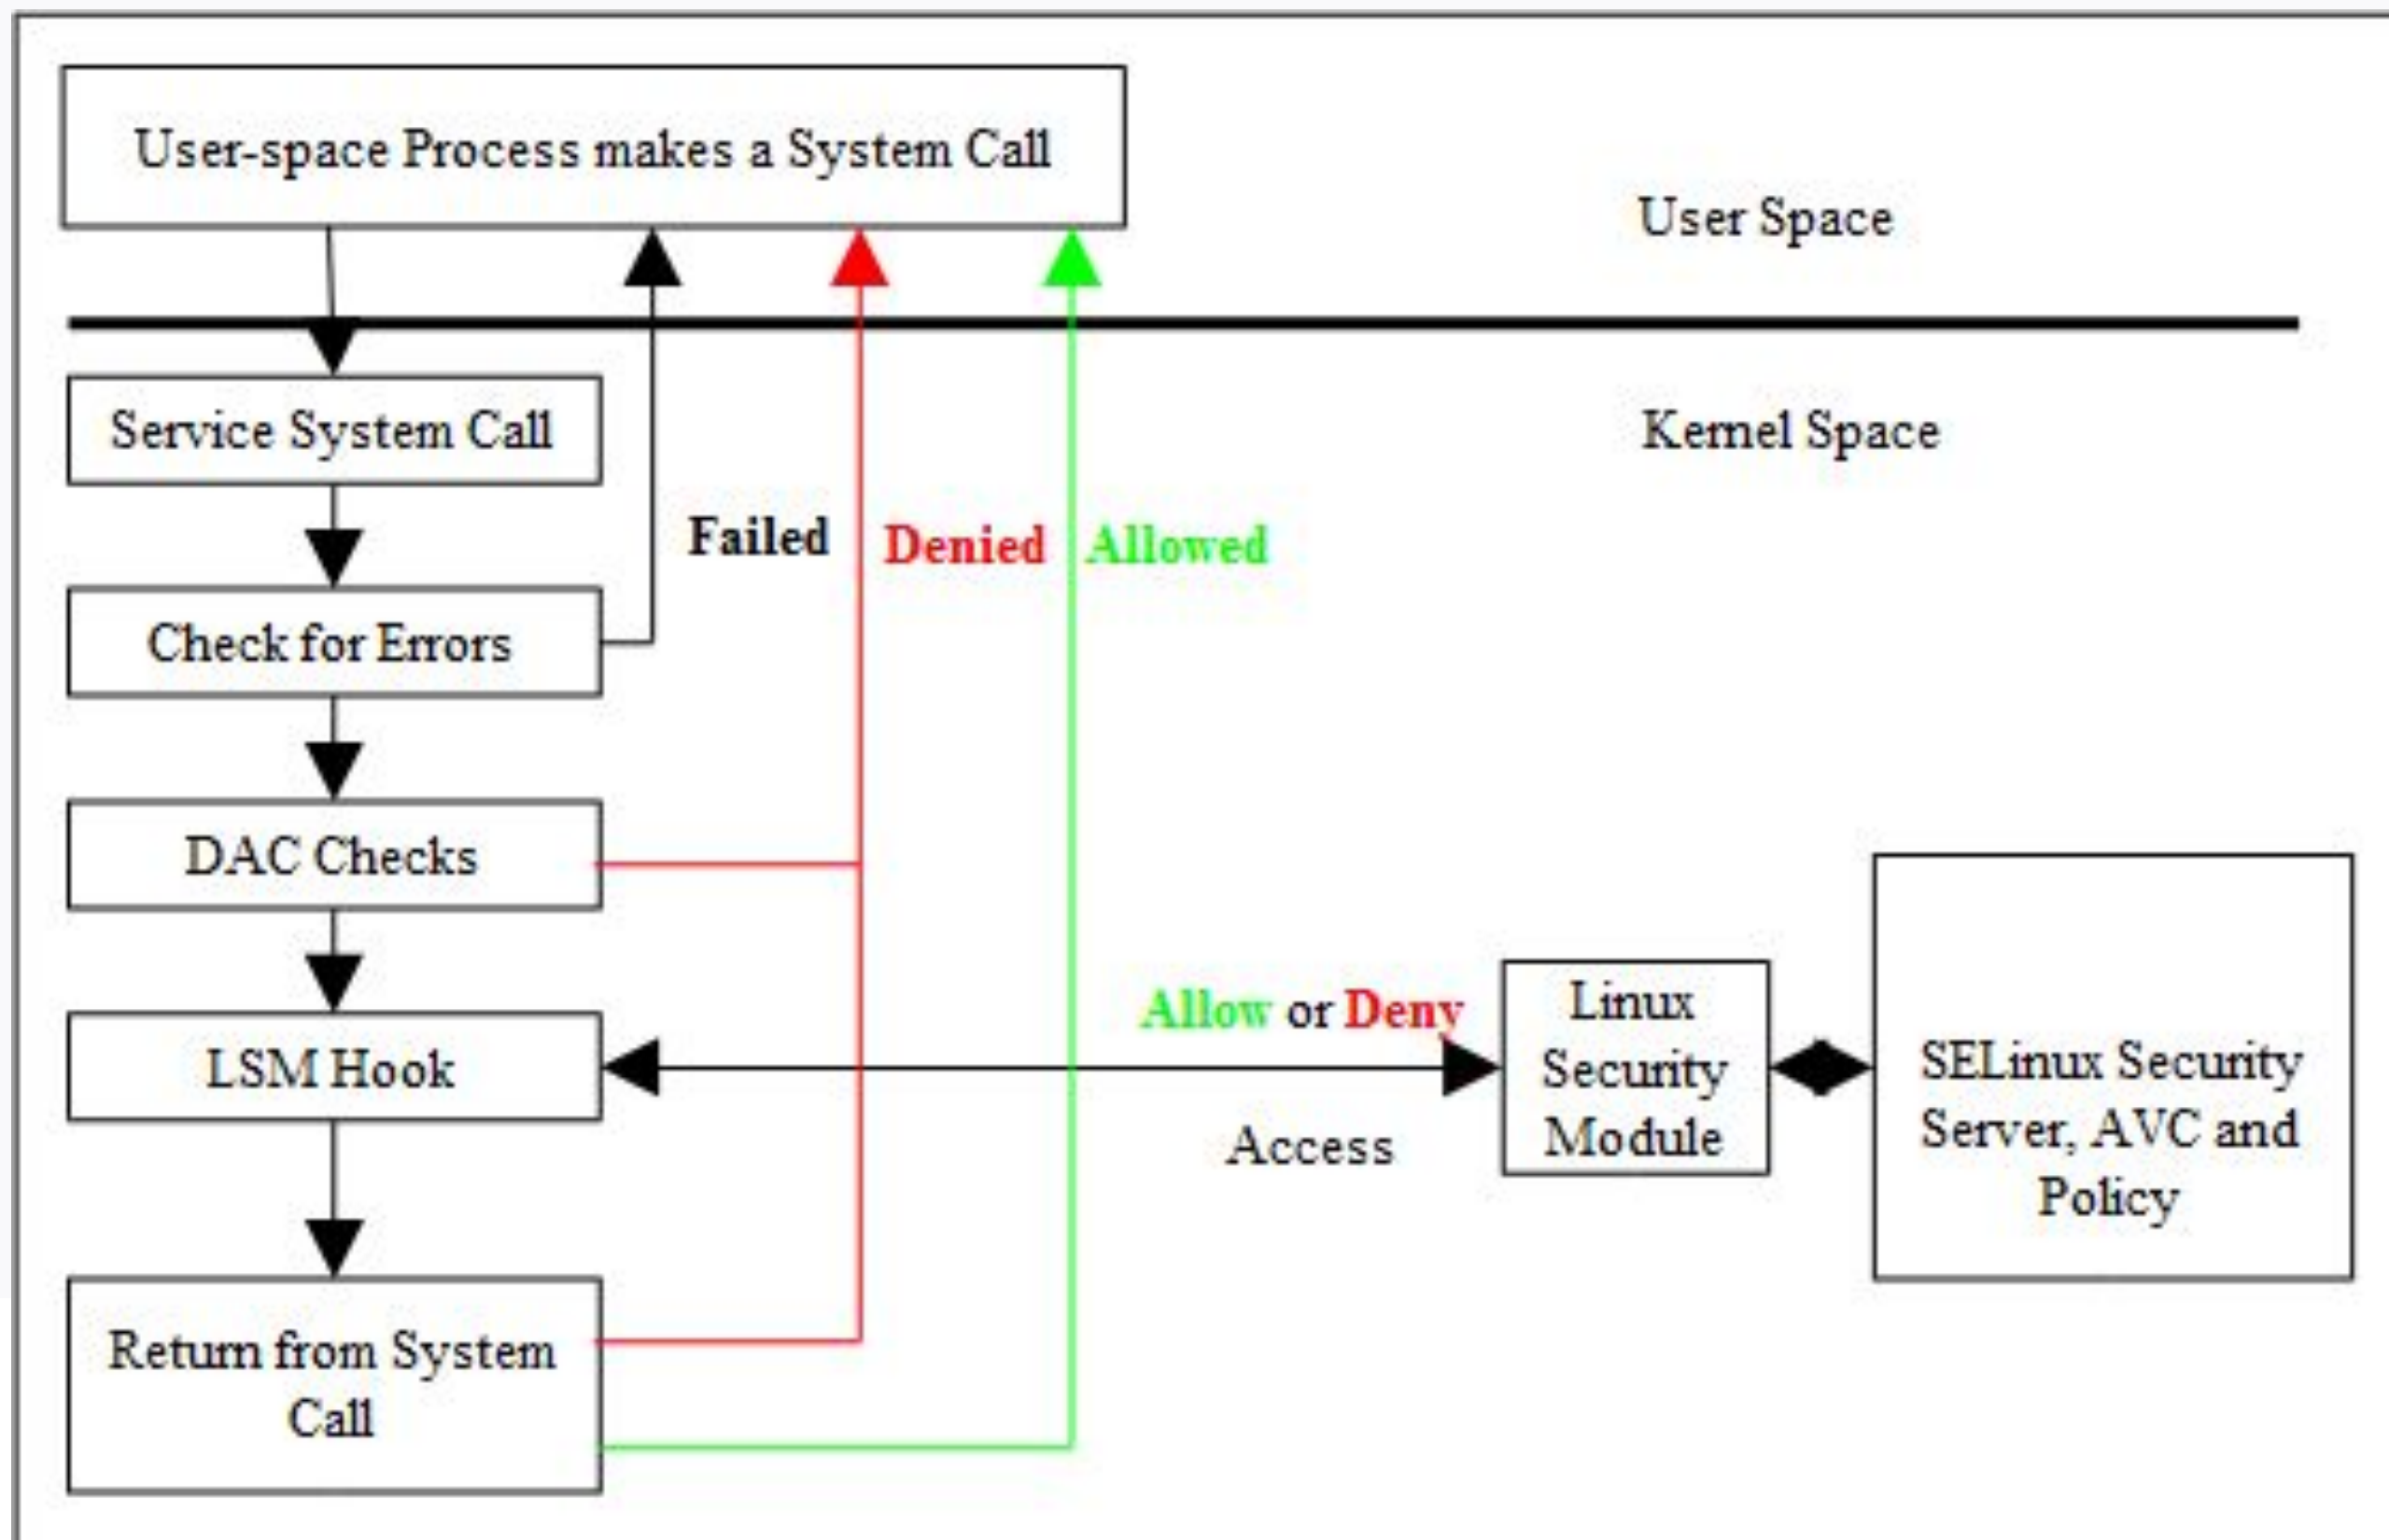 User-space Process makes a System Call
User Space
Service System Call
Kernel Space
Failed
Denied
Allowed
Check for Errors
DAC Checks
LSM Hook
Allow or Deny
Access
Linux
Security
Module
SELinux Security
Server, AVC and
Policy
Return from System
Call